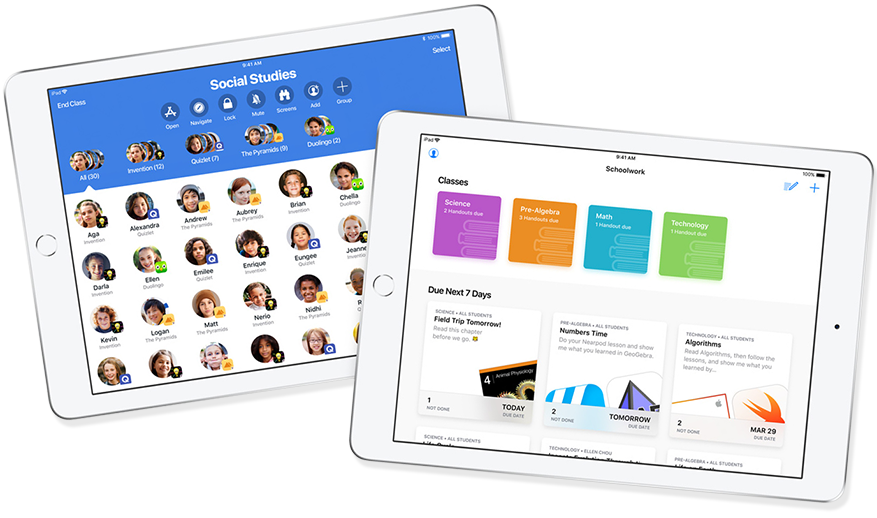 iPad
9:41 AM
100%
Social Studies
End Class
Select
Open
Navigate
Lock
Mute
Screens
Add
Group
All (30)
Invention (12)
Quizlet (7)
The Pyramids (9)
Duolingo (2)
Aga
Invention
Alexandra
Quizlet
Andrew
The Pyramids
Aubrey
The Pyramids
Brian
Invention
Chella
Duolingo
Darla
Invention
Ellen
Duolingo
Emilee
Quizlet
Enrique
Invention
Eungee
Quizlet
Jeanne
Kevin
Invention
Logan
The Pyramids
Matt
The Pyramids
Nerio
Invention
Nidhi
The Pyramids
iPad
9:41 AM
100%
Schoolwork
Classes
Science
2 Handouts due
Pre-Algebra
3 Handouts due
Math
1 Handout due
Technology
1 Handout due
Due Next 7 Days
SCIENCE • ALL STUDENTS
Field Trip Tomorrow!
Read this chapter
before we go. 
4
Animal Physiology
1
NOT DONE
TODAY
DUE DATE
PRE-ALGEBRA • ALL STUDENTS
Numbers Time
Do your Nearpod lesson and show
me what you learned in GeoGebra.
2
NOT DONE
TOMORROW
DUE DATE
TECHNOLOGY • ALL STUDENTS
Algorithms
Read Algorithms, then follow the
lessons, and show me what you
learned by...
2
NOT DONE
MAR 29
DUE DATE
SCIENCE • ALL STUDENTS
TECHNOLOGY • ELLEN CHOU
PRE-ALGEBRA • ALL STUDENTS